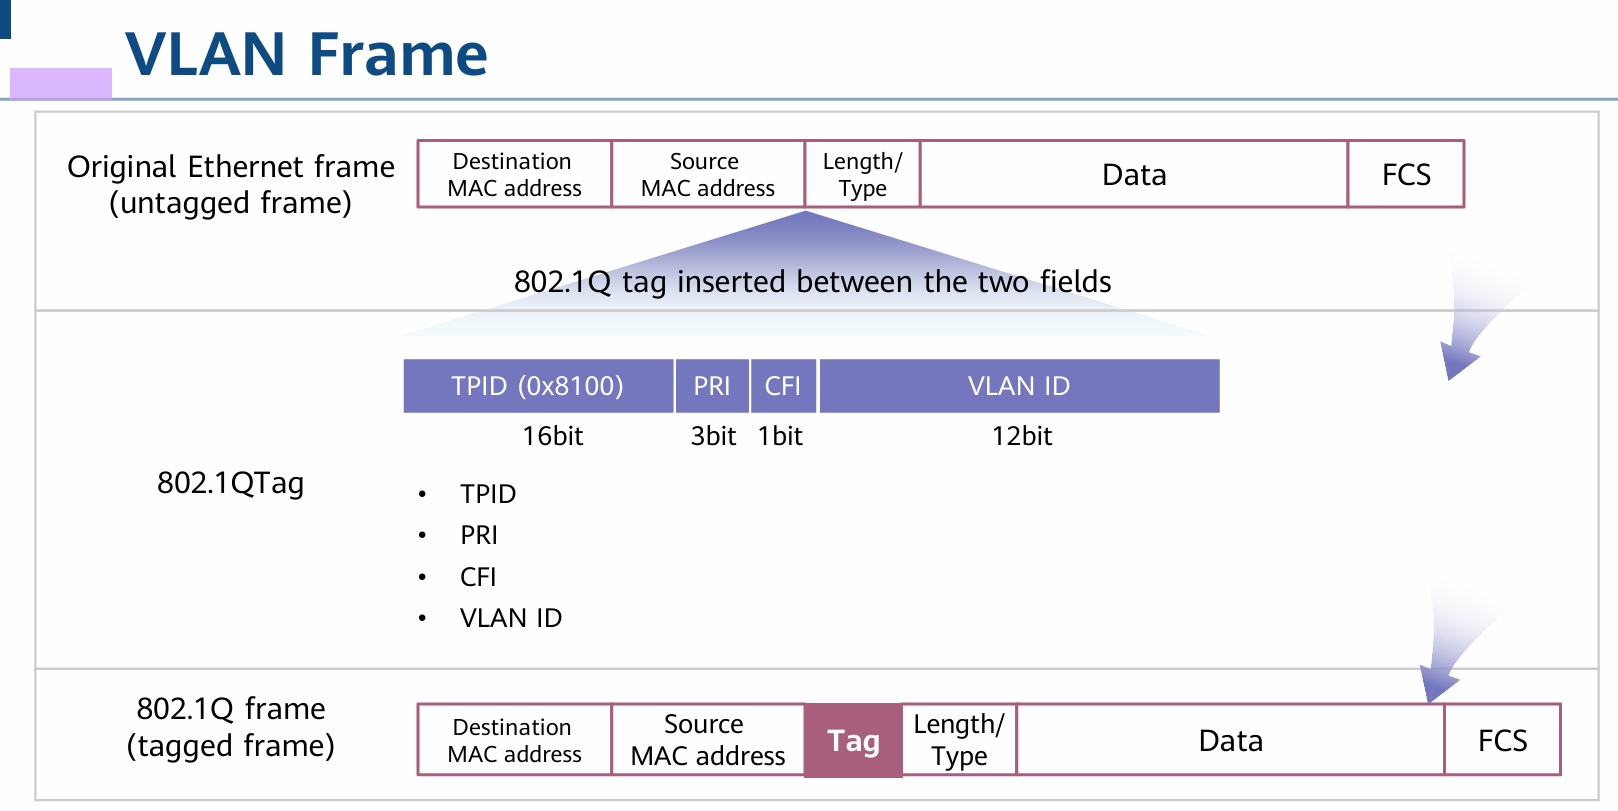 VLAN Frame
Original Ethernet frame
(untagged frame)
Destination
MAC address
Source
MAC address
Length/
Type
Data
FCS
802.1Q tag inserted between the two fields
TPID (0x8100)
PRI
CFI
VLAN ID
16bit
3bit
1bit
12bit
802.1QTag
• TPID
• PRI
• CFI
• VLAN ID
802.1Q frame
(tagged frame)
Destination
MAC address
Source
MAC address
Tag
Length/
Type
Data
FCS